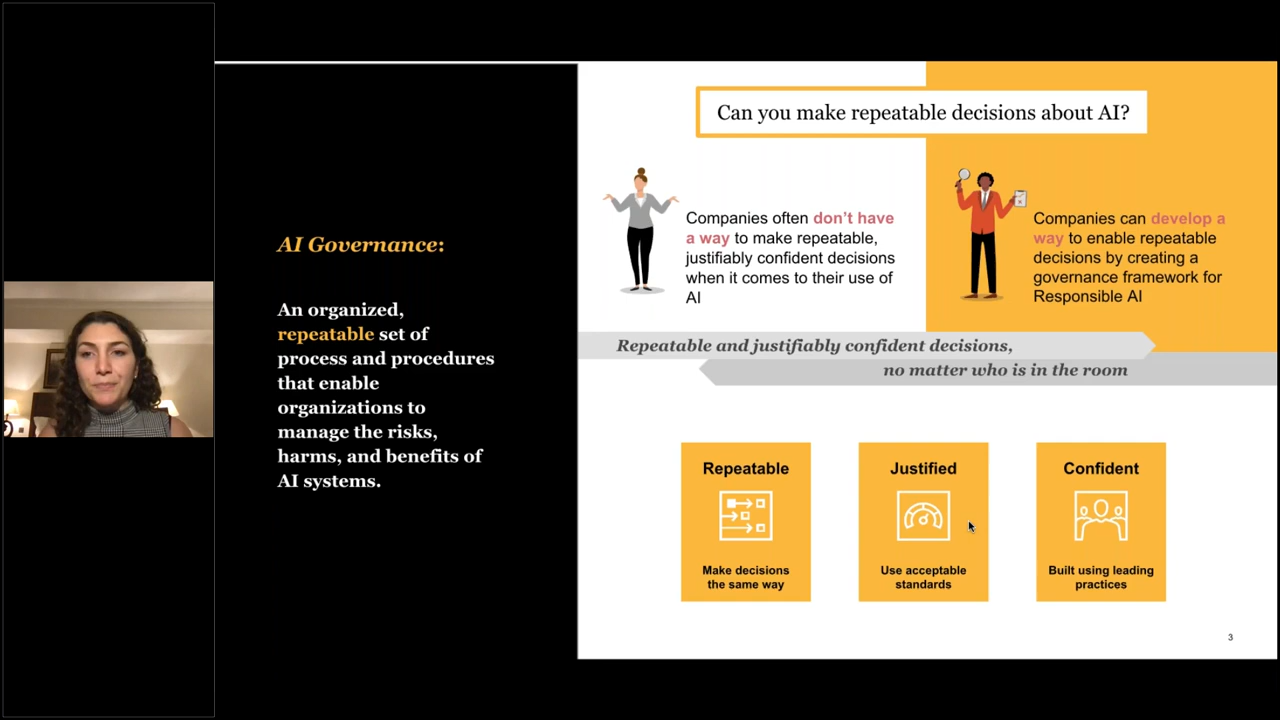 AI Governance:
An organized,
repeatable set of
process and procedures
that enable
organizations to
manage the risks,
harms, and benefits of
AI systems.
Can you make repeatable decisions about AI?
Companies often don't have
a way to make repeatable,
justifiably confident decisions
when it comes to their use of
AI
Companies can develop a
way to enable repeatable
decisions by creating a
governance framework for
Responsible AI
Repeatable and justifiably confident decisions,
no matter who is in the room
Repeatable
Make decisions
the same way
Justified
Use acceptable
standards
Confident
Built using leading
practices
3